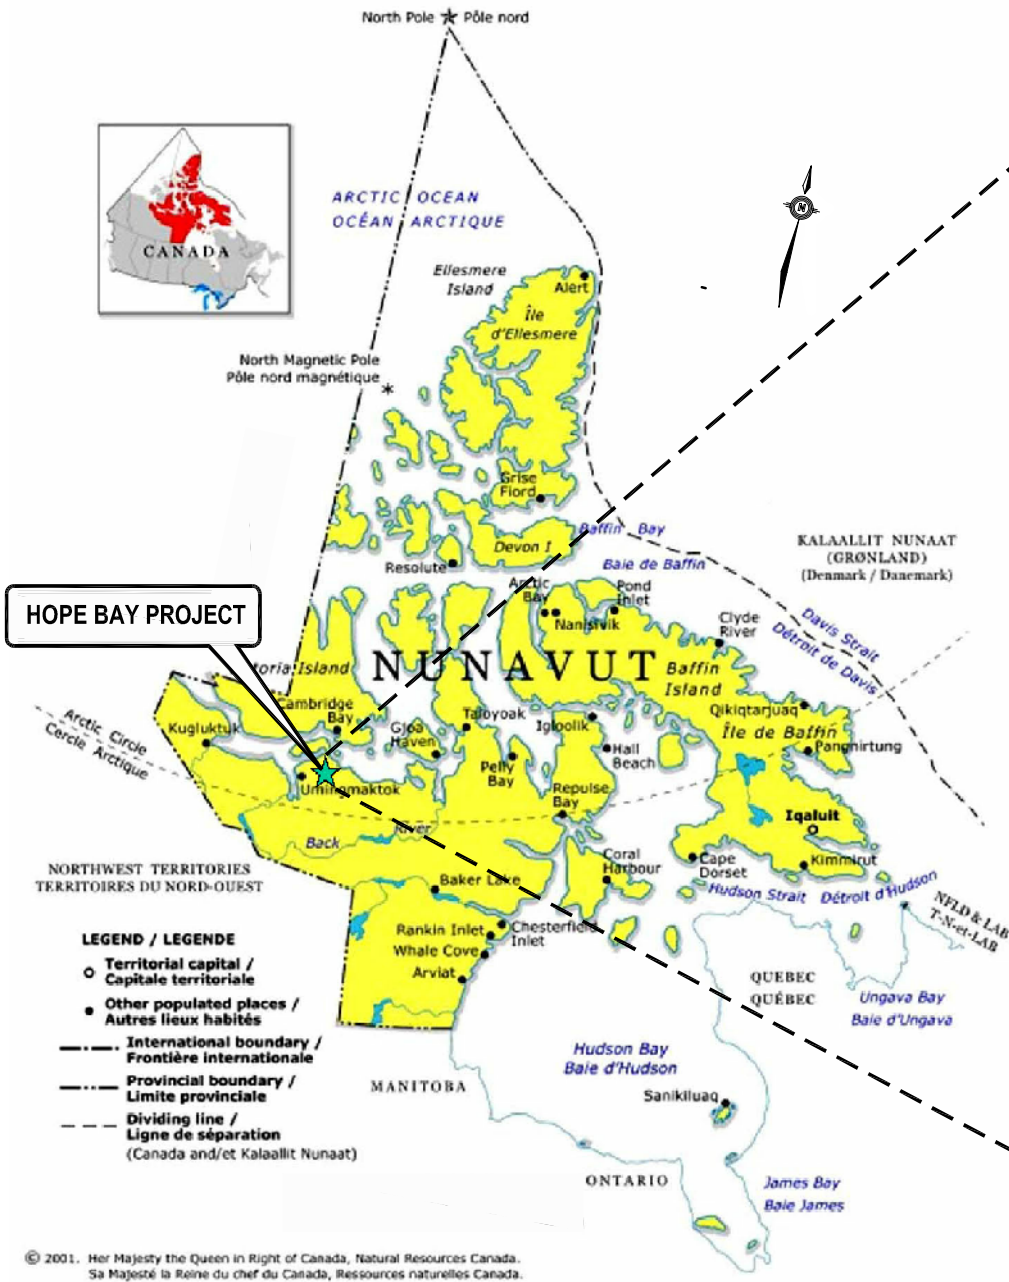 North Pole Pôle nord
ARCTIC OCEAN
OCÉAN ARCTIQUE
N
CANADA
Ellesmere
Island
Alert
Île
d'Ellesmere
North Magnetic Pole
Pôle nord magnétique
Grise
Fiord
Baffin Bay
Devon I
Baie de Baffin
KALAALLIT NUNAAT
(GRØNLAND)
(Denmark / Danemark)
Resolute
Arctic
Bay
Pond
Inlet
Nanisivik
HOPE BAY PROJECT
Clyde
River
Davis Strait
Détroit de Davis
toria Island
NUNAVUT
Baffin
Island
Cambridge
Bay
Taloyoak
Igloolik
Qikiqtarjuaq
Île de Baffin
Kugluktuk
Arctic Circle
Cercle Arctique
Gjoa
Haven
Hall
Beach
Pangnirtung
Pelly
Bay
Umingmaktok
Repulse
Bay
Iqaluit
Back River
Coral
Harbour
Cape
Dorset
Kimmirut
NORTHWEST TERRITORIES
TERRITOIRES DU NORD-OUEST
Baker Lake
Hudson Strait Détroit d'Hudson
NFLD & LAB
T-N-et-LAB
Rankin Inlet
Chesterfield
Inlet
Whale Cove
Arviat
LEGEND / LEGENDE
Territorial capital /
Capitale territoriale
Other populated places /
Autres lieux habités
International boundary /
Frontière internationale
Provincial boundary /
Limite provinciale
Dividing line /
Ligne de séparation
(Canada and/et Kalaallit Nunaat)
QUEBEC
QUÉBEC
Ungava Bay
Baie d'Ungava
Hudson Bay
Baie d'Hudson
MANITOBA
Sanikiluaq
ONTARIO
James Bay
Baie James
© 2001. Her Majesty the Queen in Right of Canada, Natural Resources Canada.
Sa Majesté la Reine du chef du Canada, Ressources naturelles Canada.